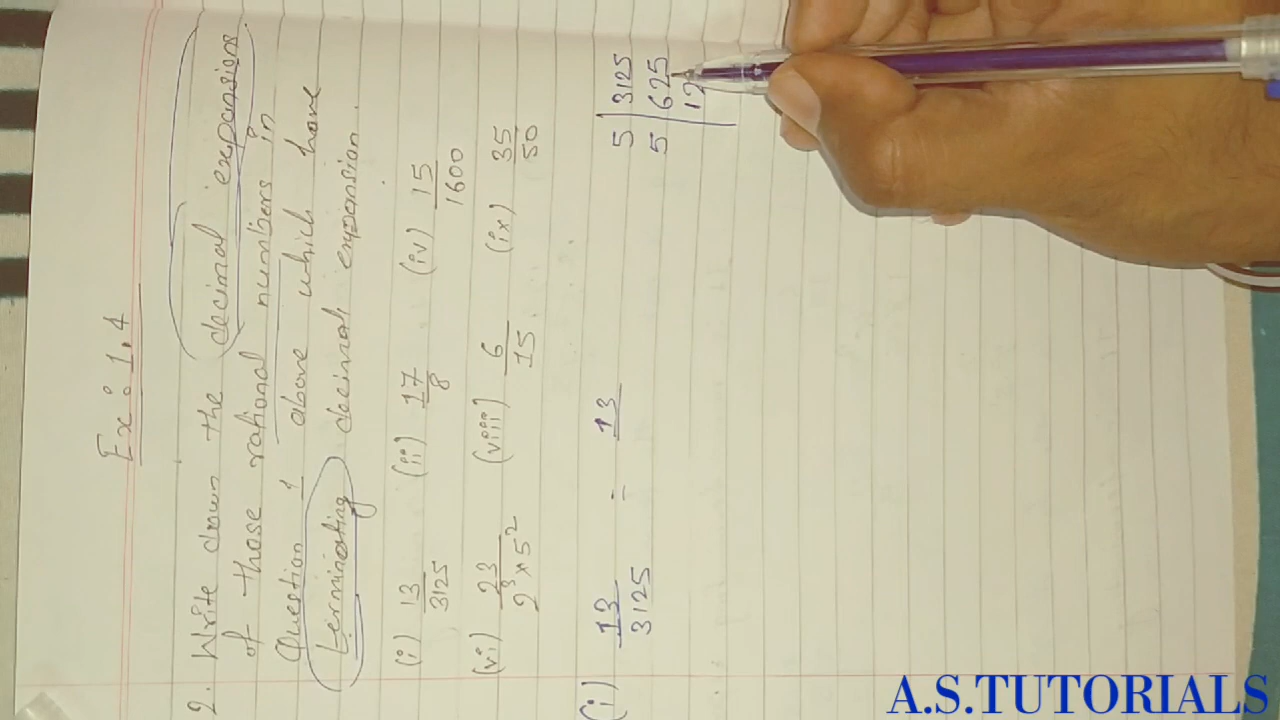 Ex : 1.4
2. Write down the decimal expansions
of those rational numbers in
Question 1 above which have
terminating decimal expansion.
(i) 13/3125 (ii) 17/8 (iv) 15/1600
(vi) 23/2³×5² (viii) 6/15 (ix) 35/50
(i) 13/3125 = 13
5 | 3125
5 | 625
12
A.S.TUTORIALS